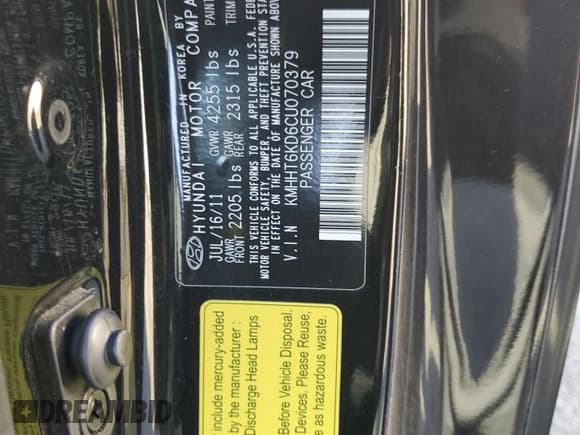 MANUFACTURED IN KOREA BY
HYUNDAI MOTOR COMPA
JUL/16/11 GVWR 4255 lbs PAINT
GAWR GAWR TRIM
FRONT 2205lbs REAR 2315 lbs
THIS VEHICLE CONFORMS TO ALL APPLICABLE U.S.A. FEDE
MOTOR VEHICLE SAFETY, BUMPER, AND THEFT PREVENTION STA
IN EFFECT ON THE DATE OF MANUFACTURE SHOWN ABOVE
V.I.N KMHHT6KD6CU070379
PASSENGER CAR
include mercury-added
by the manufacturer :
Discharge Head Lamps
Before Vehicle Disposal.
Devices. Please Reuse,
e as hazardous waste.
DREAMBID